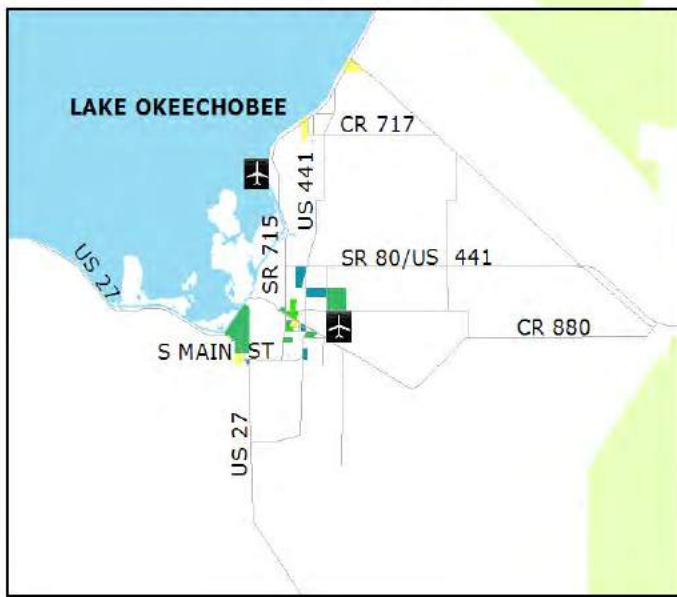 LAKE OKEECHOBEE
CR 717
US 441
SR 715
US 27
SR 80/US 441
CR 880
S MAIN ST
US 27